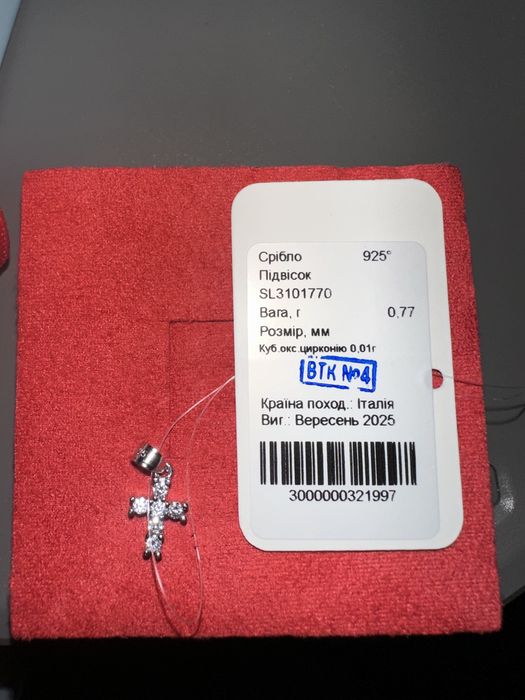 Срібло 925°
Підвісок
SL3101770
Вага, г 0,77
Розмір, мм
Куб.окс.цирконію 0,01г
ВТК №4
Країна поход.: Італія
Виг.: Вересень 2025
3000000321997